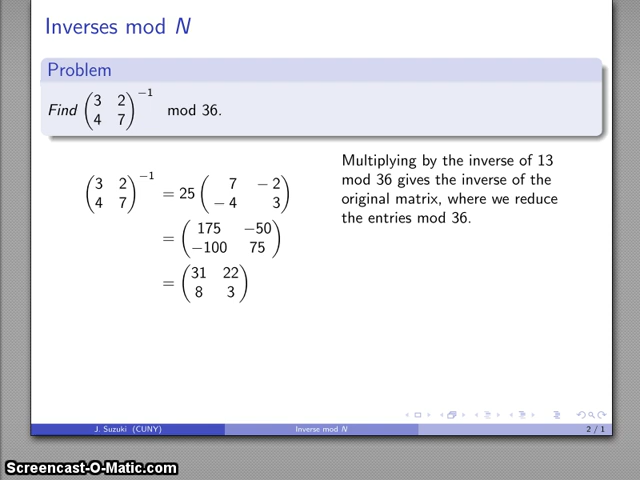 Inverses mod N
Problem
Find (3 2
4 7)^−1 mod 36.
(3 2
4 7)^−1 = 25 (7 −2
−4 3)
= (175 −50
−100 75)
= (31 22
8 3)
Multiplying by the inverse of 13
mod 36 gives the inverse of the
original matrix, where we reduce
the entries mod 36.
J. Suzuki (CUNY) Inverse mod N 2 / 1
Screencast-O-Matic.com